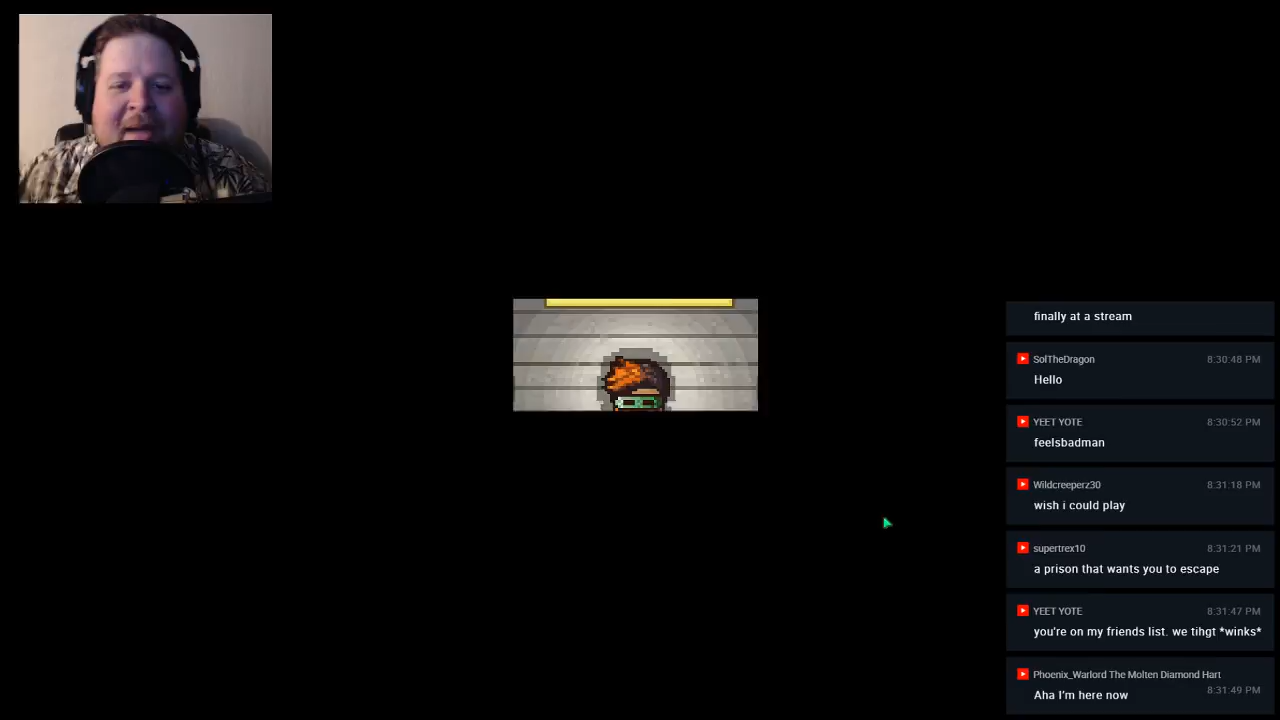 finally at a stream
SolTheDragon 8:30:48 PM
Hello
YEET YOTE 8:30:52 PM
feelsbadman
Wildcreeperz30 8:31:18 PM
wish i could play
supertrex10 8:31:21 PM
a prison that wants you to escape
YEET YOTE 8:31:47 PM
you're on my friends list. we tihgt *winks*
Phoenix_Warlord The Molten Diamond Hart
8:31:49 PM
Aha I'm here now